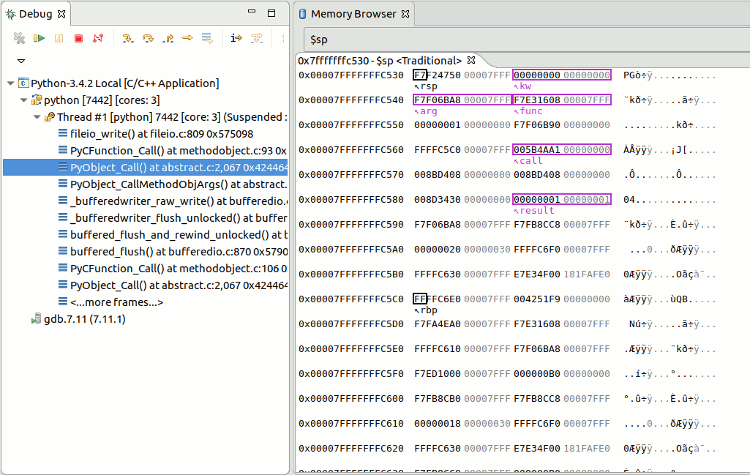 Debug
Python-3.4.2 Local [C/C++ Application]
python [7442] [cores: 3]
Thread #1 [python] 7442 [core: 3] (Suspended :
fileio_write() at fileio.c:809 0x575098
PyCFunction_Call() at methodobject.c:93 0x
PyObject_Call() at abstract.c:2,067 0x424464
PyObject_CallMethodObjArgs() at abstract.
_bufferedwriter_raw_write() at bufferedio.c
_bufferedwriter_flush_unlocked() at buffere
buffered_flush_and_rewind_unlocked() at b
buffered_flush() at bufferedio.c:870 0x5790
PyCFunction_Call() at methodobject.c:106 0x
PyObject_Call() at abstract.c:2,067 0x424464
<...more frames...>
gdb.7.11 (7.11.1)
Memory Browser
$sp
0x7fffffffc530 - $sp <Traditional>
0x00007FFFFFFFC530 F7F24750 00007FFF 00000000 00000000 PGò÷ÿ..........
rsp kw
0x00007FFFFFFFC540 F7F06BA8 00007FFF F7E31608 00007FFF ¨kð÷ÿ....ã÷ÿ..
arg func
0x00007FFFFFFFC550 00000001 00000000 F7F06B90 00007FFF .........kð÷
0x00007FFFFFFFC560 FFFFC5C0 00007FFF 005B4AA1 00000000 ÀÅÿÿÿ...¡J[.....
call
0x00007FFFFFFFC570 008BD408 00000000 008BD408 00000000 .Ô.......Ô......
0x00007FFFFFFFC580 008D3430 00000000 00000001 00000001 04..............
result
0x00007FFFFFFFC590 F7F06BA8 00007FFF F7FB8CC8 00007FFF ¨kð÷ÿ...È.û÷ÿ..
0x00007FFFFFFFC5A0 00000020 00000030 FFFFC6F0 00007FFF ...0...ðÆÿÿÿ...
0x00007FFFFFFFC5B0 FFFFC630 00007FFF E7E34F00 181FAFE0 0Æÿÿÿ....Oãçà¯..
0x00007FFFFFFFC5C0 FFFFC6E0 00007FFF 004251F9 00000000 àÆÿÿÿ...ùQB.....
rbp
0x00007FFFFFFFC5D0 F7FA4EA0 00007FFF F7E31608 00007FFF Nú÷ÿ.....ã÷ÿ..
0x00007FFFFFFFC5E0 FFFFC610 00007FFF F7F06BA8 00007FFF .Æÿÿÿ...¨kð÷ÿ..
0x00007FFFFFFFC5F0 F7ED1000 00007FFF 000000B0 00000000 ..í÷ÿ...°.......
0x00007FFFFFFFC600 F7FB8CB0 00007FFF F7FB8CC8 00007FFF °.û÷ÿ...È.û÷ÿ..
0x00007FFFFFFFC610 00000018 00000030 FFFFC6F0 00007FFF ....0...ðÆÿÿÿ...
0x00007FFFFFFFC620 FFFFC630 00007FFF E7E34F00 181FAFE0 0Æÿÿÿ....Oãçà¯..